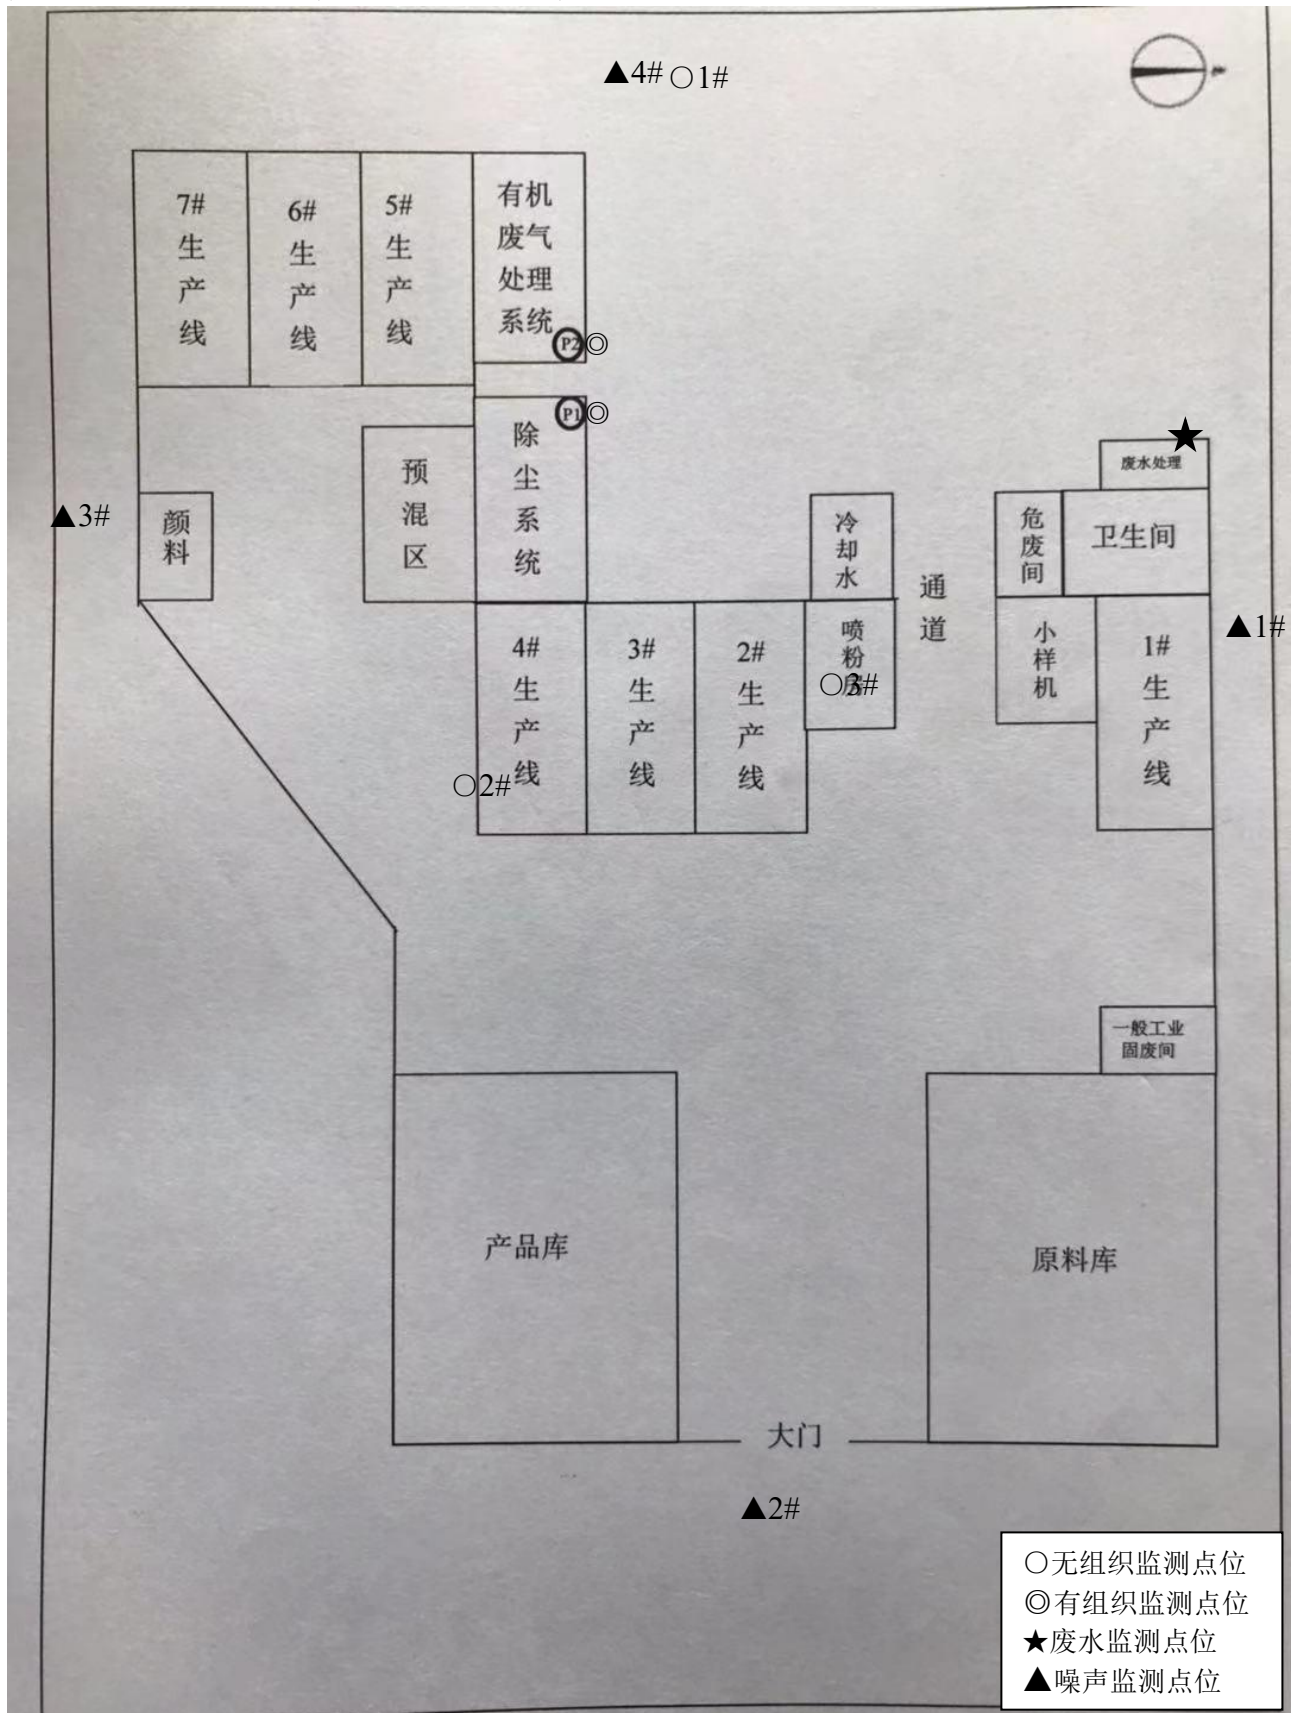 ▲4# ○1#
7#生产线
6#生产线
5#生产线
有机废气处理系统
P2 ◎
P1 ◎
除尘系统
预混区
颜料
▲3#
★
废水处理
危废间
卫生间
冷却水
通道
▲1#
4#生产线
3#生产线
2#生产线
喷粉房
○3#
小样机
1#生产线
○2#
一般工业
固废间
产品库
原料库
大门
▲2#
○无组织监测点位
◎有组织监测点位
★废水监测点位
▲噪声监测点位